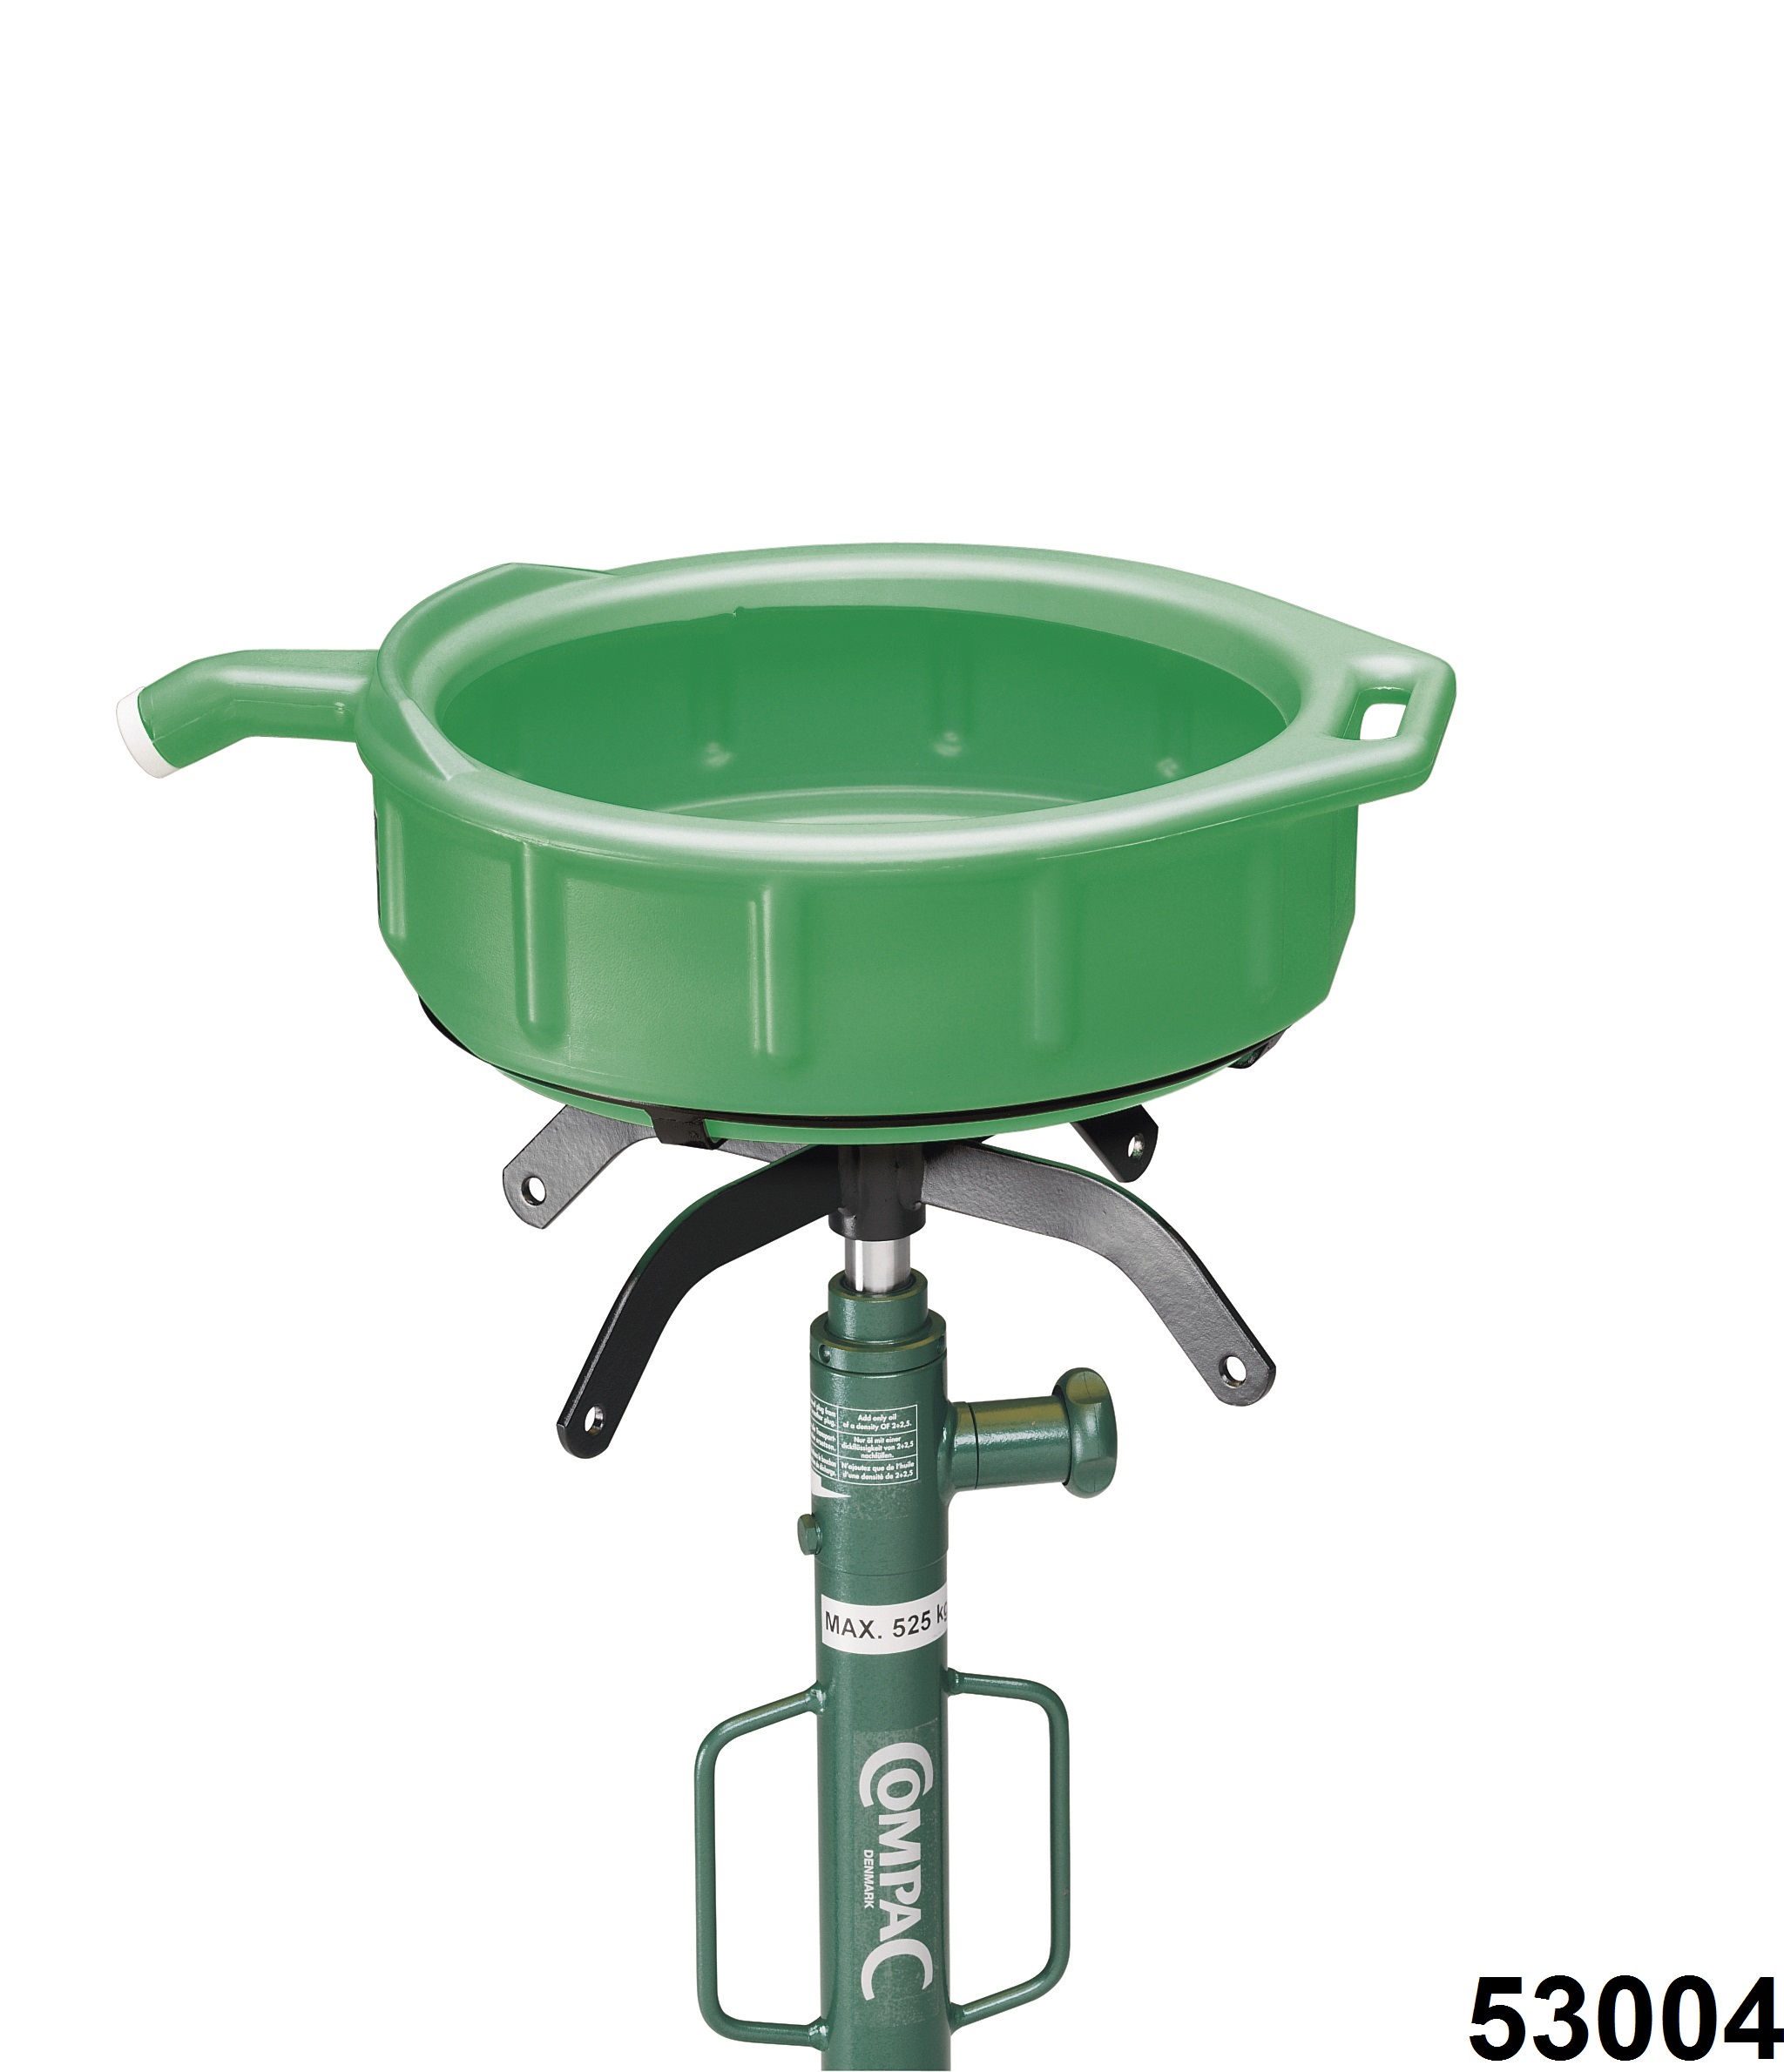 Add only oil
of a density OF 2÷2,5.
Nur öl mit einer
dickflüssigkeit von 2÷2,5
nachfüllen.
N'ajoutez que de l'huile
d'une densité de 2÷2,5
MAX. 525 kg
COMPAC
DENMARK
53004